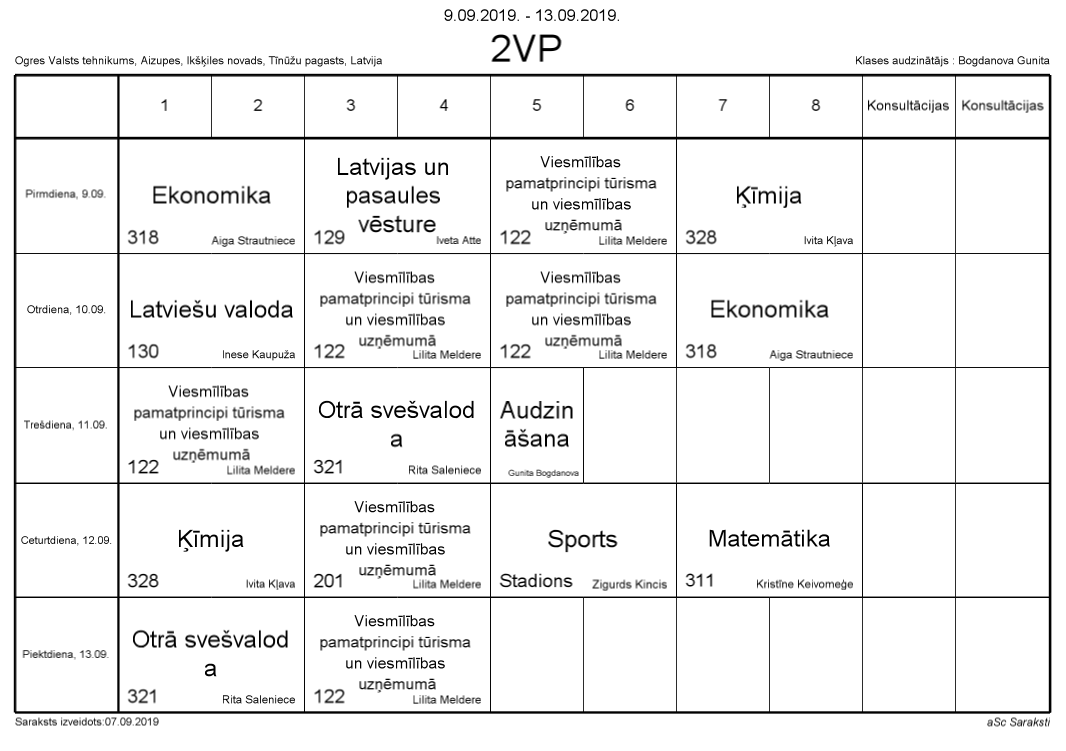 9.09.2019. - 13.09.2019.
2VP
Ogres Valsts tehnikums, Aizupes, Ikšķiles novads, Tīnūžu pagasts, Latvija
Klases audzinātājs : Bogdanova Gunita
1 2 3 4 5 6 7 8 Konsultācijas Konsultācijas
Pirmdiena, 9.09.
Ekonomika
318 Aiga Strautniece
Latvijas un
pasaules
vēsture
129 Iveta Atte
Viesmīlības
pamatprincipi tūrisma
un viesmīlības
uzņēmumā
122 Lilita Meldere
Ķīmija
328 Ivita Kļava
Otrdiena, 10.09.
Latviešu valoda
130 Inese Kaupuža
Viesmīlības
pamatprincipi tūrisma
un viesmīlības
uzņēmumā
122 Lilita Meldere
Viesmīlības
pamatprincipi tūrisma
un viesmīlības
uzņēmumā
122 Lilita Meldere
Ekonomika
318 Aiga Strautniece
Trešdiena, 11.09.
Viesmīlības
pamatprincipi tūrisma
un viesmīlības
uzņēmumā
122 Lilita Meldere
Otrā svešvalod
a
321 Rita Saleniece
Audzin
āšana
Gunita Bogdanova
Ceturtdiena, 12.09.
Ķīmija
328 Ivita Kļava
Viesmīlības
pamatprincipi tūrisma
un viesmīlības
uzņēmumā
201 Lilita Meldere
Sports
Stadions Zigurds Kincis
Matemātika
311 Kristīne Keivomeģe
Piektdiena, 13.09.
Otrā svešvalod
a
321 Rita Saleniece
Viesmīlības
pamatprincipi tūrisma
un viesmīlības
uzņēmumā
122 Lilita Meldere
Saraksts izveidots:07.09.2019
aSc Saraksti